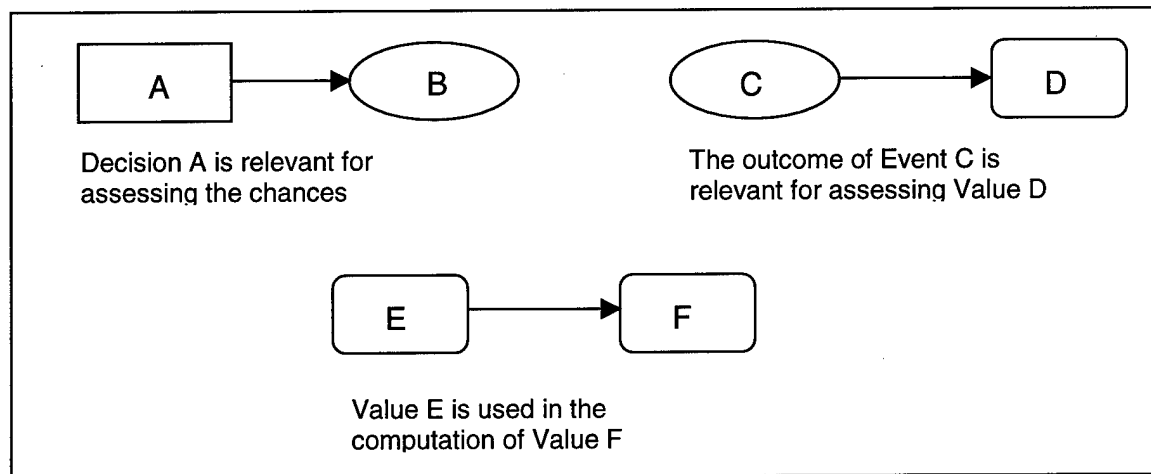 A
B
C
D
Decision A is relevant for
assessing the chances
The outcome of Event C is
relevant for assessing Value D
E
F
Value E is used in the
computation of Value F